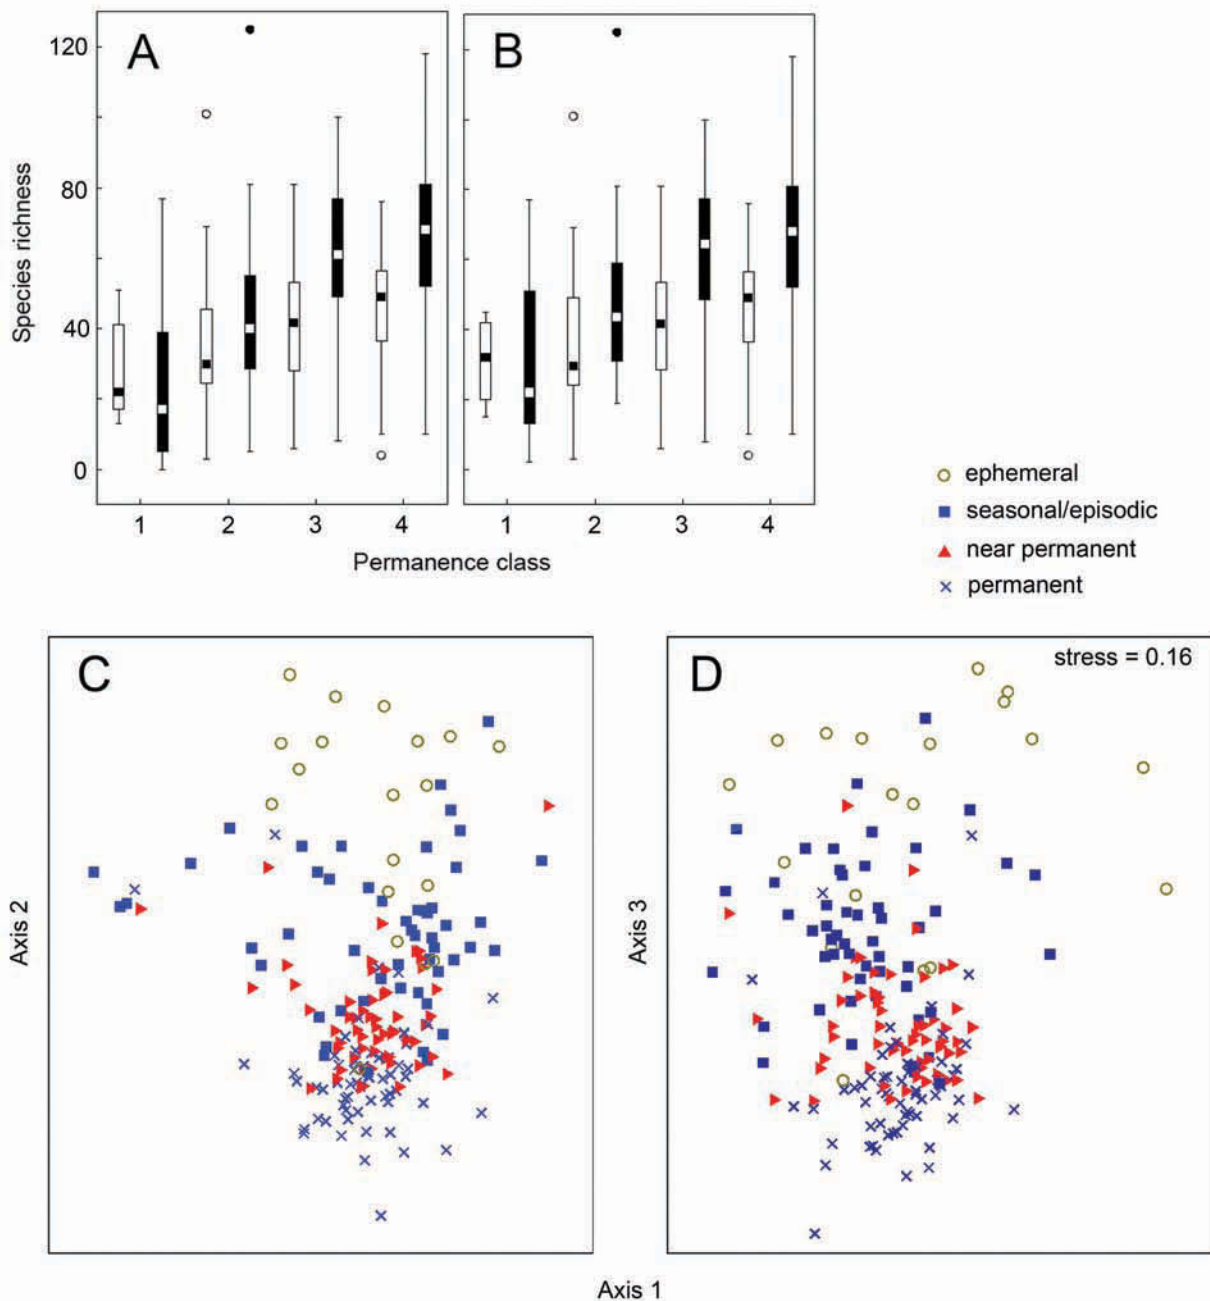 A
B
120
80
40
0
Species richness
1 2 3 4
1 2 3 4
Permanence class
ephemeral
seasonal/episodic
near permanent
permanent
C
D
stress = 0.16
Axis 2
Axis 3
Axis 1